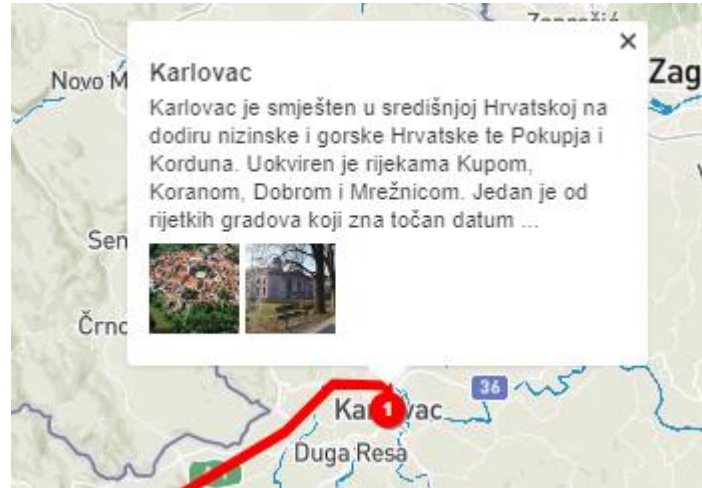 Novo M
Zag
Karlovac
Karlovac je smješten u središnjoj Hrvatskoj na
dodiru nizinske i gorske Hrvatske te Pokupja i
Korduna. Uokviren je rijekama Kupom,
Koranom, Dobrom i Mrežnicom. Jedan je od
rijetkih gradova koji zna točan datum ...
Sen
Črno
36
Ka
1
vac
Duga Resa